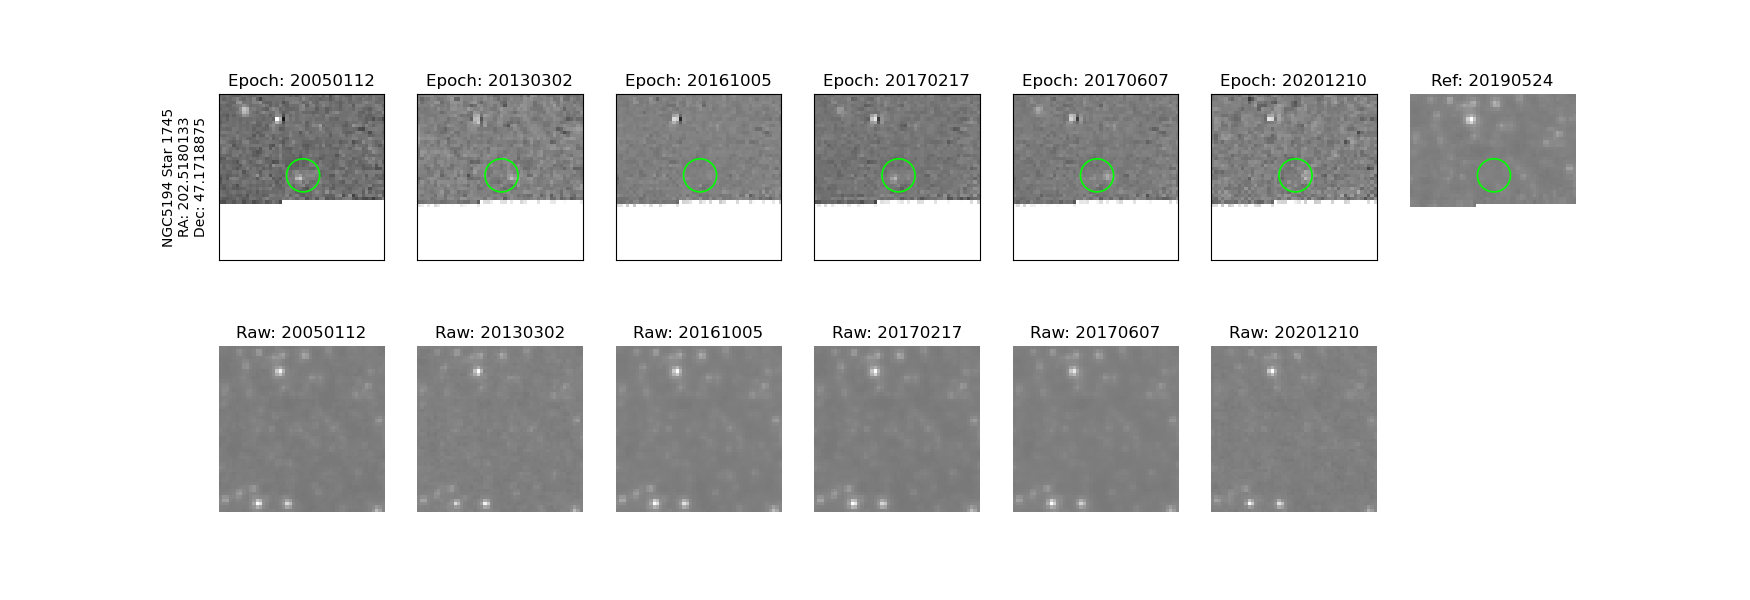 NGC5194 Star 1745
RA: 202.5180133
Dec: 47.1718875
Epoch: 20050112
Epoch: 20130302
Epoch: 20161005
Epoch: 20170217
Epoch: 20170607
Epoch: 20201210
Ref: 20190524
Raw: 20050112
Raw: 20130302
Raw: 20161005
Raw: 20170217
Raw: 20170607
Raw: 20201210